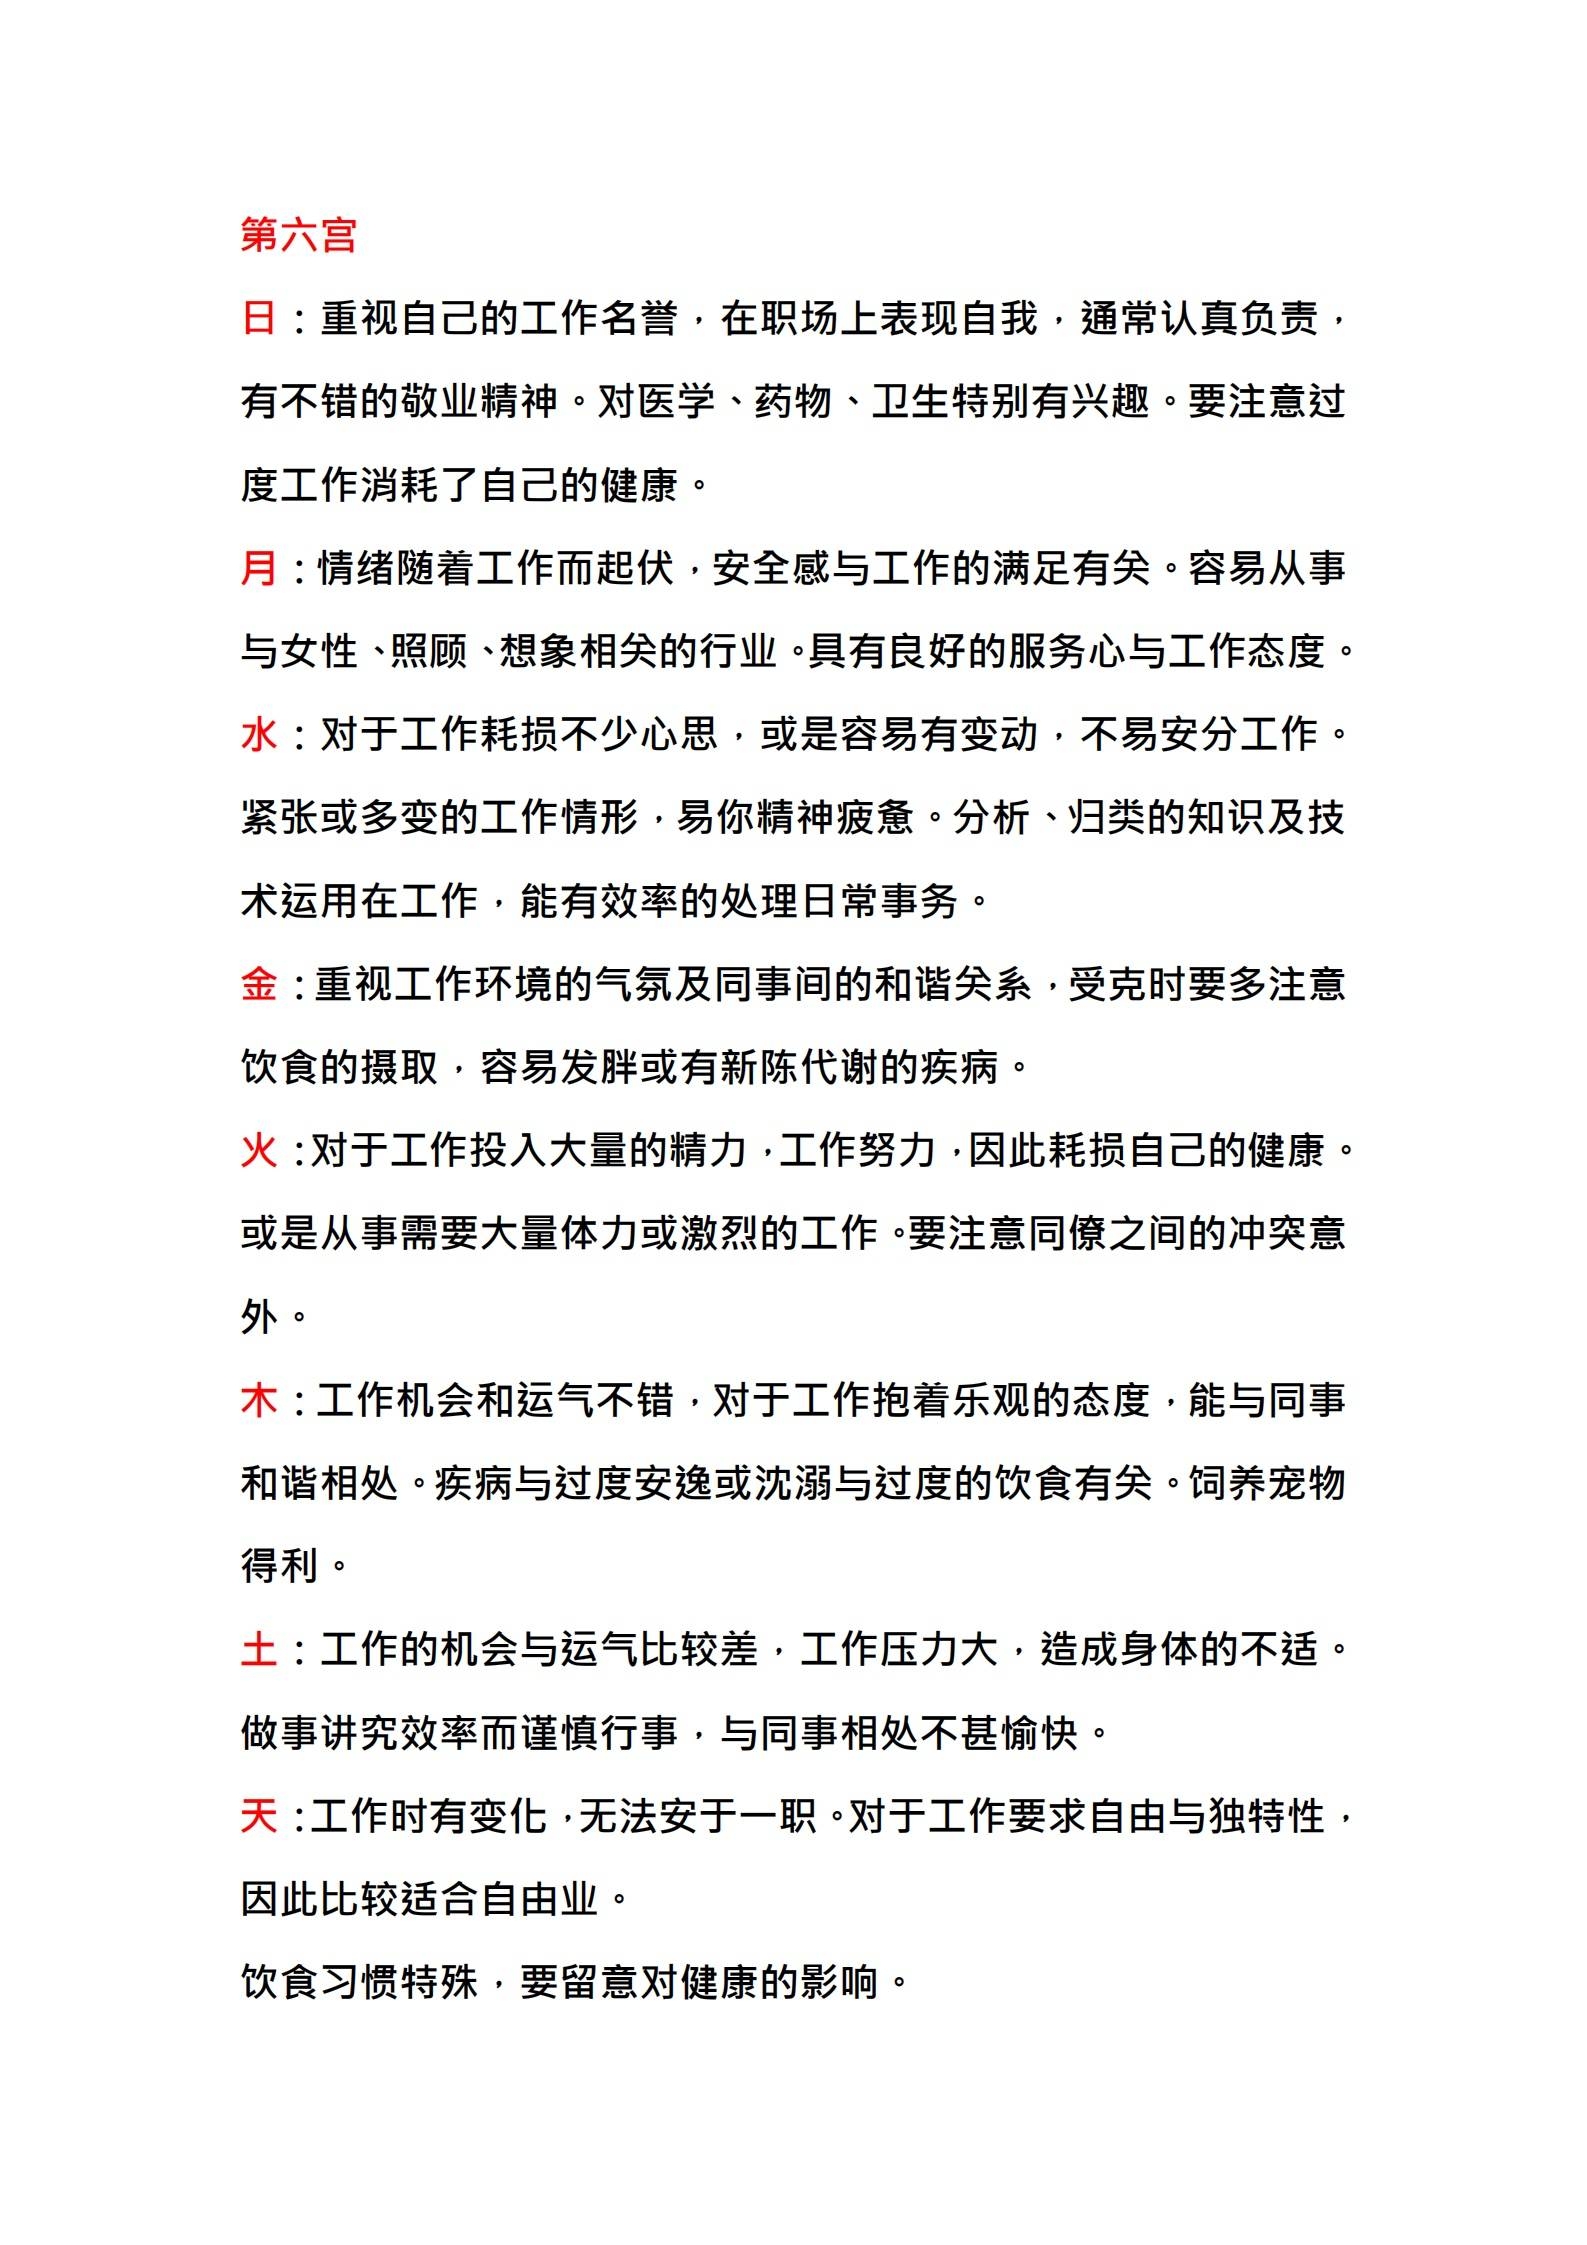 第六宫
日：重视自己的工作名誉，在职场上表现自我，通常认真负责，
有不错的敬业精神。对医学、药物、卫生特别有兴趣。要注意过
度工作消耗了自己的健康。
月：情绪随着工作而起伏，安全感与工作的满足有关。容易从事
与女性、照顾、想象相关的行业。具有良好的服务心与工作态度。
水：对于工作耗损不少心思，或是容易有变动，不易安分工作。
紧张或多变的工作情形，易你精神疲惫。分析、归类的知识及技
术运用在工作，能有效率的处理日常事务。
金：重视工作环境的气氛及同事间的和谐关系，受克时要多注意
饮食的摄取，容易发胖或有新陈代谢的疾病。
火：对于工作投入大量的精力，工作努力，因此耗损自己的健康。
或是从事需要大量体力或激烈的工作。要注意同僚之间的冲突意
外。
木：工作机会和运气不错，对于工作抱着乐观的态度，能与同事
和谐相处。疾病与过度安逸或沈溺与过度的饮食有关。饲养宠物
得利。
土：工作的机会与运气比较差，工作压力大，造成身体的不适。
做事讲究效率而谨慎行事，与同事相处不甚愉快。
天：工作时有变化，无法安于一职。对于工作要求自由与独特性，
因此比较适合自由业。
饮食习惯特殊，要留意对健康的影响。